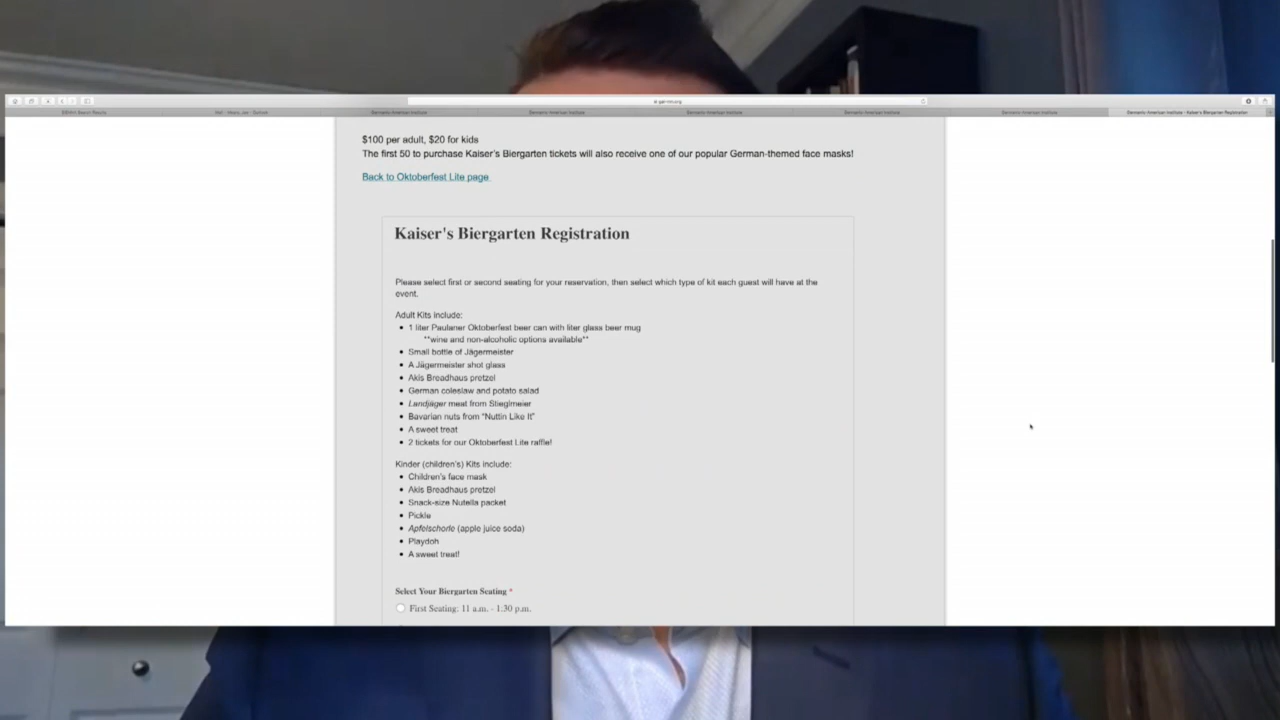 $100 per adult, $20 for kids
The first 50 to purchase Kaiser's Biergarten tickets will also receive one of our popular German-themed face masks!
Back to Oktoberfest Lite page
Kaiser's Biergarten Registration
Please select first or second seating for your reservation, then select which type of kit each guest will have at the
event.
Adult Kits include:
1 liter Paulaner Oktoberfest beer can with liter glass beer mug
**wine and non-alcoholic options available**
Small bottle of Jägermeister
A Jägermeister shot glass
Akis Breadhaus pretzel
German coleslaw and potato salad
Landjäger meat from Stieglmeier
Bavarian nuts from "Nuttin Like It"
A sweet treat
2 tickets for our Oktoberfest Lite raffle!
Kinder (children's) Kits include:
Children's face mask
Akis Breadhaus pretzel
Snack-size Nutella packet
Pickle
Apfelschorle (apple juice soda)
Playdoh
A sweet treat!
Select Your Biergarten Seating *
First Seating: 11 a.m. - 1:30 p.m.